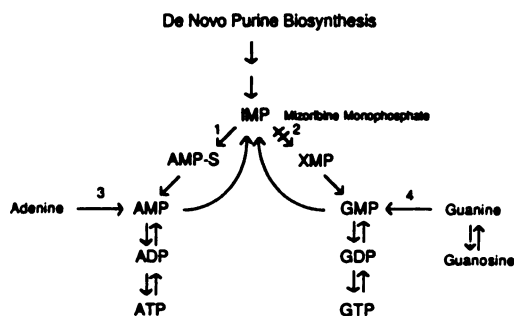 De Novo Purine Biosynthesis
IMP
Mizoribine Monophosphate
1
2
AMP-S
XMP
3
4
Adenine
AMP
GMP
Guanine
ADP
GDP
Guanosine
ATP
GTP